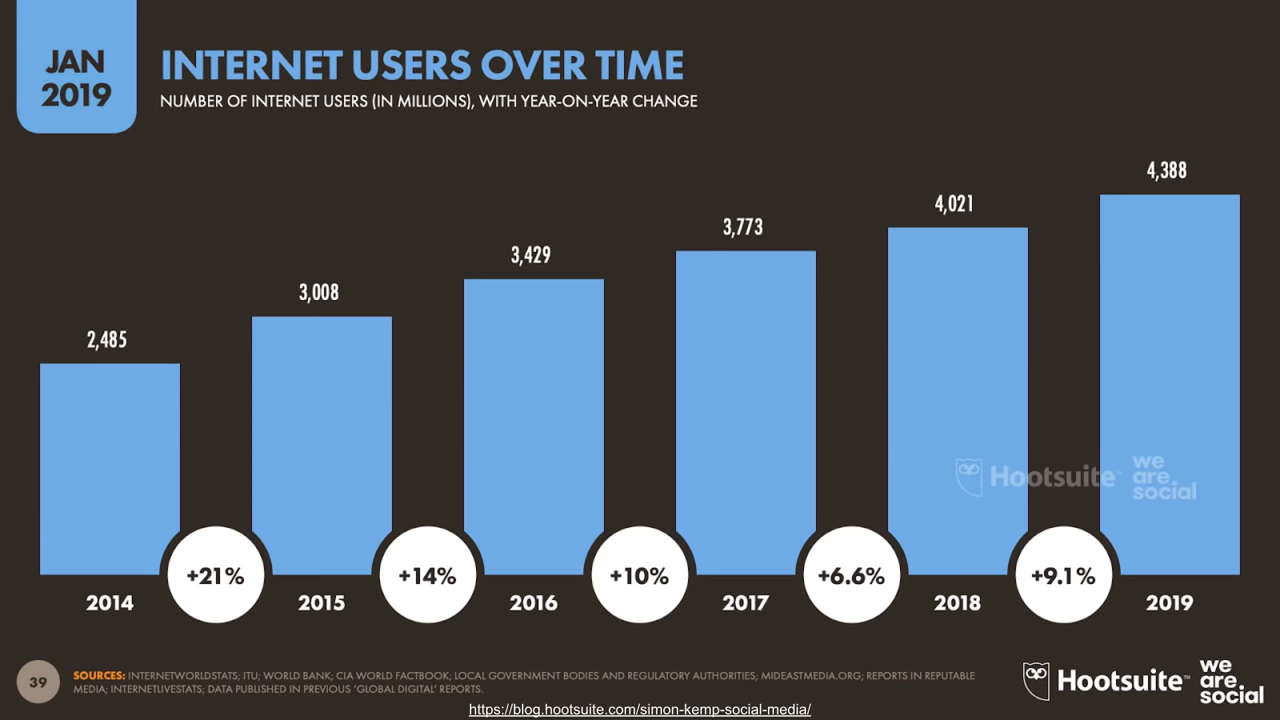 JAN
2019
INTERNET USERS OVER TIME
NUMBER OF INTERNET USERS (IN MILLIONS), WITH YEAR-ON-YEAR CHANGE
2,485
3,008
3,429
3,773
4,021
4,388
Hootsuite™
we
are
social
+21%
+14%
+10%
+6.6%
+9.1%
2014
2015
2016
2017
2018
2019
39
SOURCES: INTERNETWORLDSTATS; ITU; WORLD BANK; CIA WORLD FACTBOOK; LOCAL GOVERNMENT BODIES AND REGULATORY AUTHORITIES; MIDEASTMEDIA.ORG; REPORTS IN REPUTABLE
MEDIA; INTERNETLIVESTATS; DATA PUBLISHED IN PREVIOUS 'GLOBAL DIGITAL' REPORTS.
Hootsuite™
we
are
social
https://blog.hootsuite.com/simon-kemp-social-media/